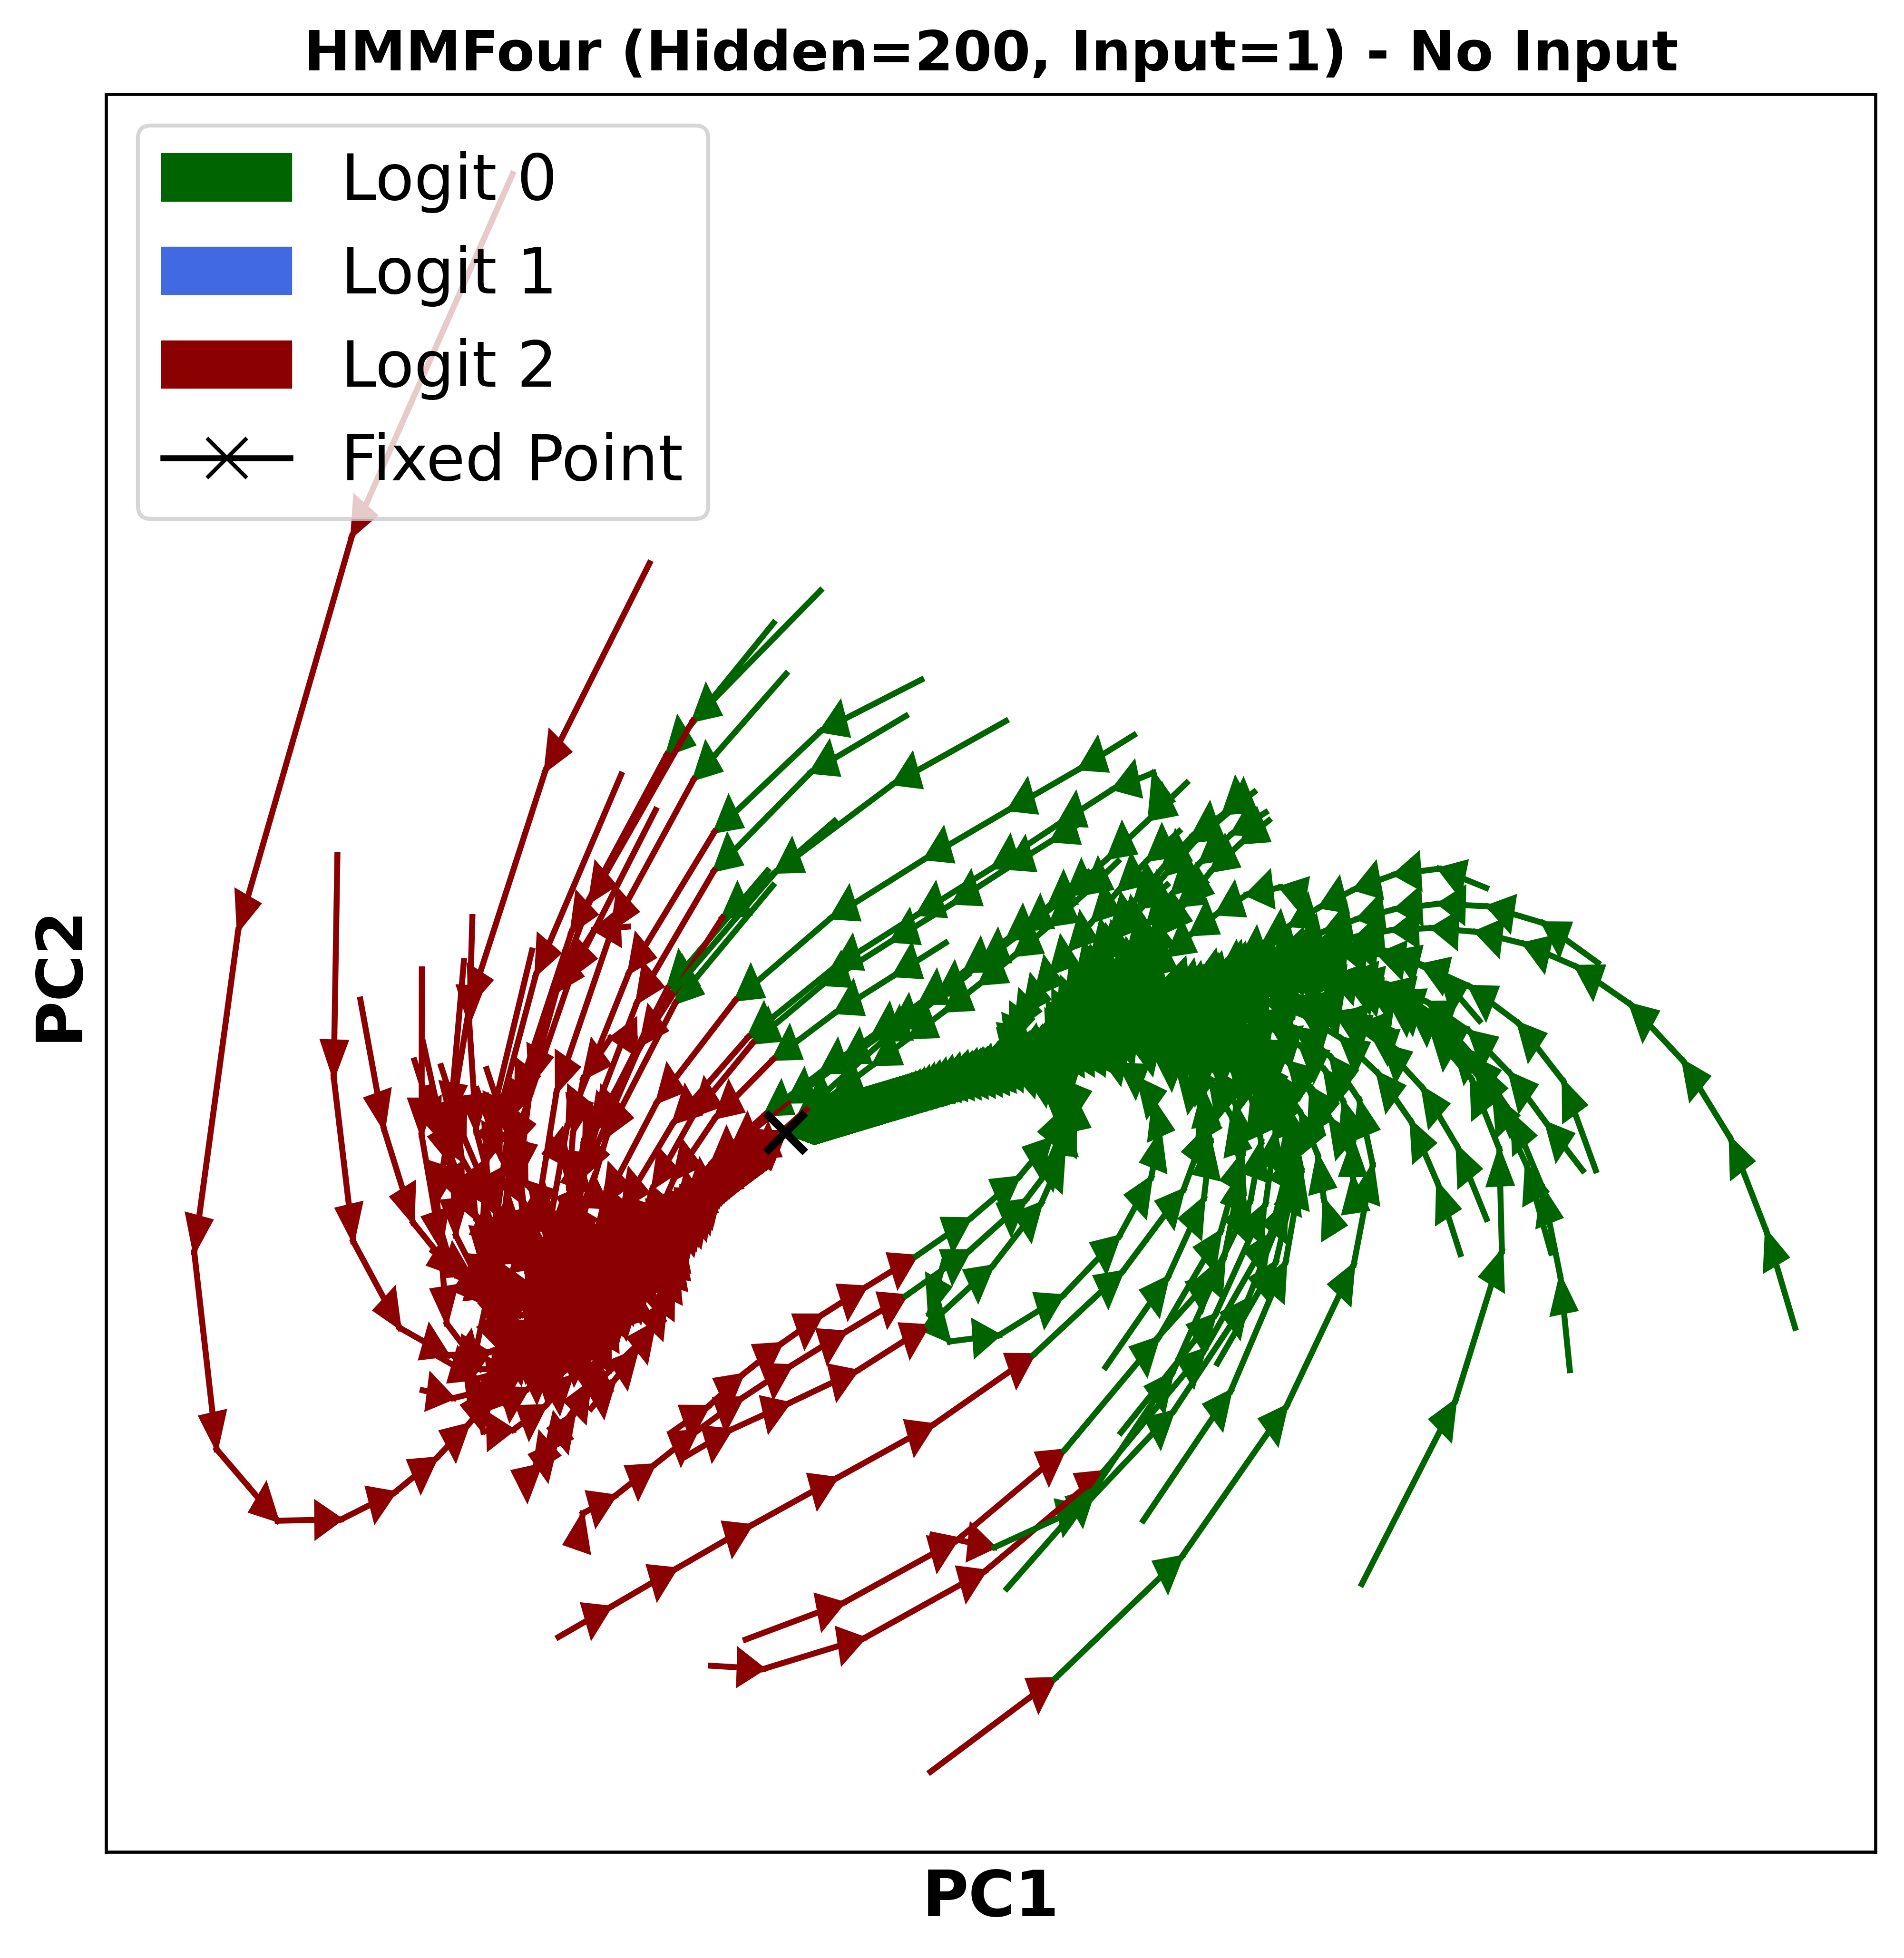 HMMFour (Hidden=200, Input=1) - No Input
Logit 0
Logit 1
Logit 2
Fixed Point
PC2
PC1